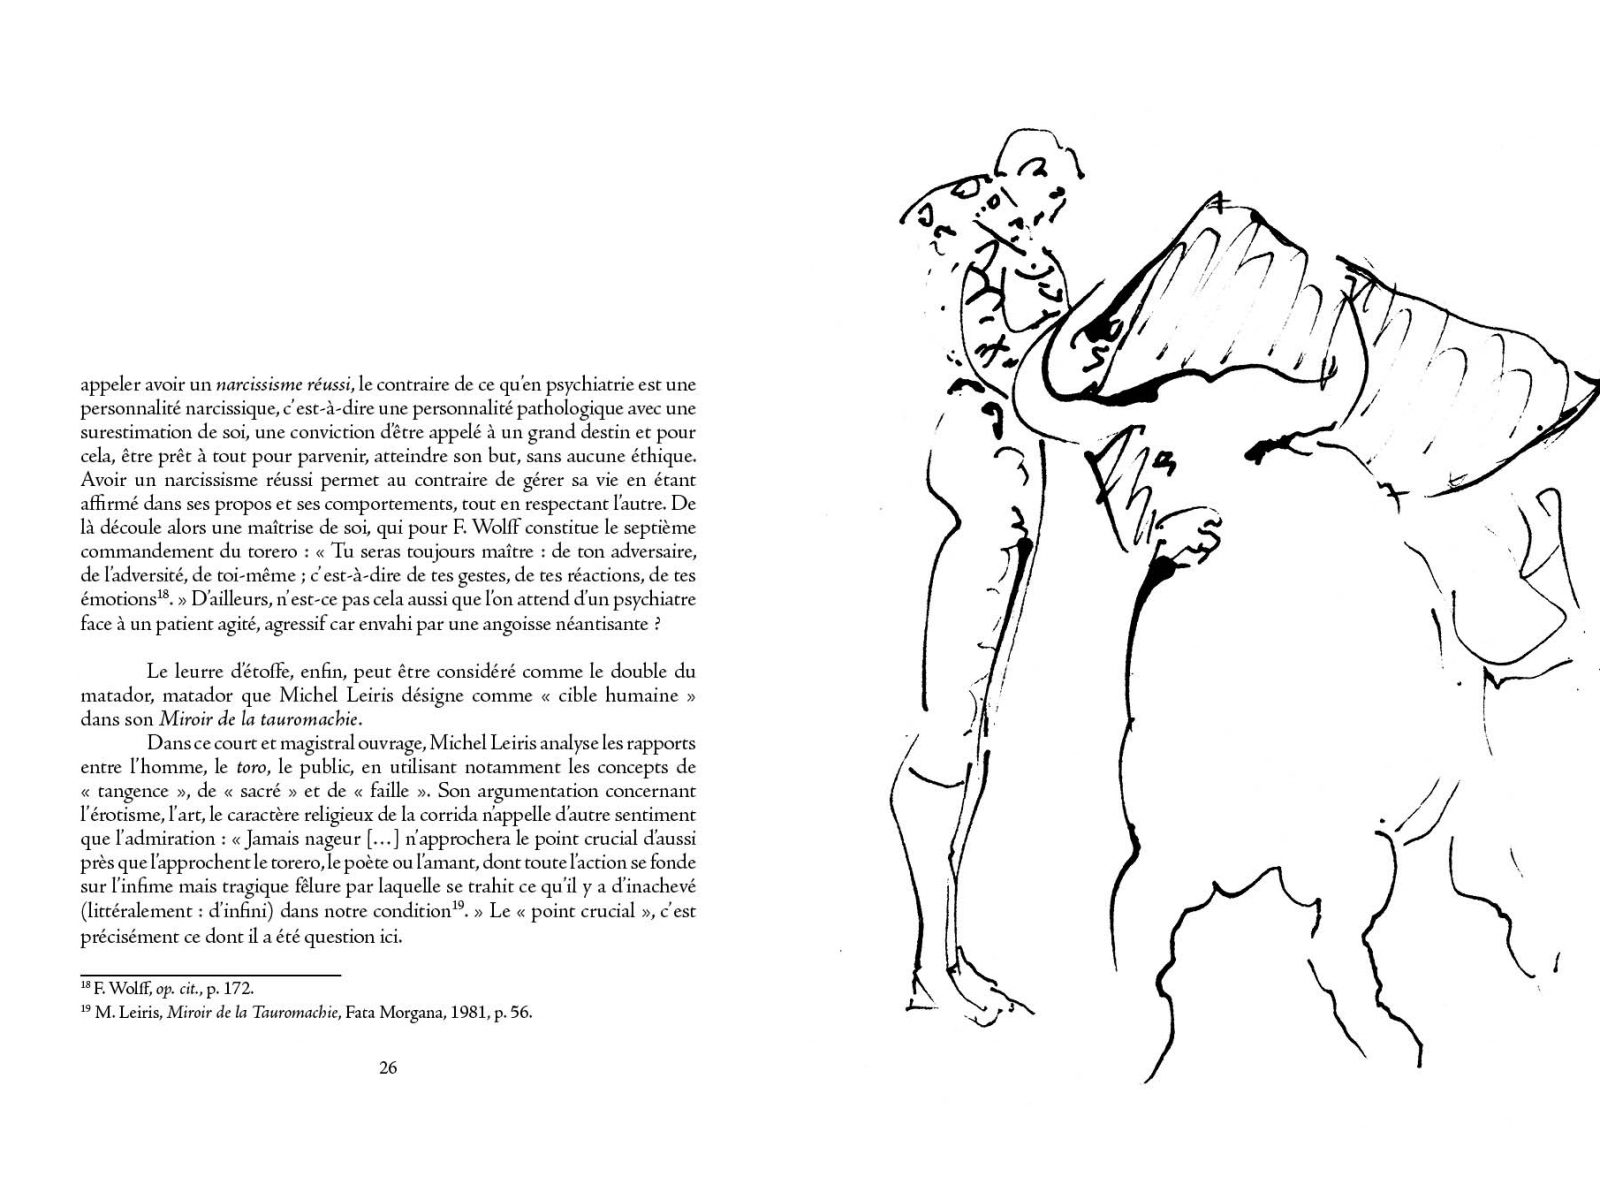 appeler avoir un narcissisme réussi, le contraire de ce qu'en psychiatrie est une
personnalité narcissique, c'est-à-dire une personnalité pathologique avec une
surestimation de soi, une conviction d'être appelé à un grand destin et pour
cela, être prêt à tout pour parvenir, atteindre son but, sans aucune éthique.
Avoir un narcissisme réussi permet au contraire de gérer sa vie en étant
affirmé dans ses propos et ses comportements, tout en respectant l'autre. De
là découle alors une maîtrise de soi, qui pour F. Wolff constitue le septième
commandement du torero : « Tu seras toujours maître : de ton adversaire,
de l'adversité, de toi-même ; c'est-à-dire de tes gestes, de tes réactions, de tes
émotions¹⁸. » D'ailleurs, n'est-ce pas cela aussi que l'on attend d'un psychiatre
face à un patient agité, agressif car envahi par une angoisse néantisante ?
Le leurre d'étoffe, enfin, peut être considéré comme le double du
matador, matador que Michel Leiris désigne comme « cible humaine »
dans son Miroir de la tauromachie.
Dans ce court et magistral ouvrage, Michel Leiris analyse les rapports
entre l'homme, le toro, le public, en utilisant notamment les concepts de
« tangence », de « sacré » et de « faille ». Son argumentation concernant
l'érotisme, l'art, le caractère religieux de la corrida n'appelle d'autre sentiment
que l'admiration : « Jamais nageur […] n'approchera le point crucial d'aussi
près que l'approchent le torero, le poète ou l'amant, dont toute l'action se fonde
sur l'infime mais tragique fêlure par laquelle se trahit ce qu'il y a d'inachevé
(littéralement : d'infini) dans notre condition¹⁹. » Le « point crucial », c'est
précisément ce dont il a été question ici.
¹⁸ F. Wolff, op. cit., p. 172.
¹⁹ M. Leiris, Miroir de la Tauromachie, Fata Morgana, 1981, p. 56.
26